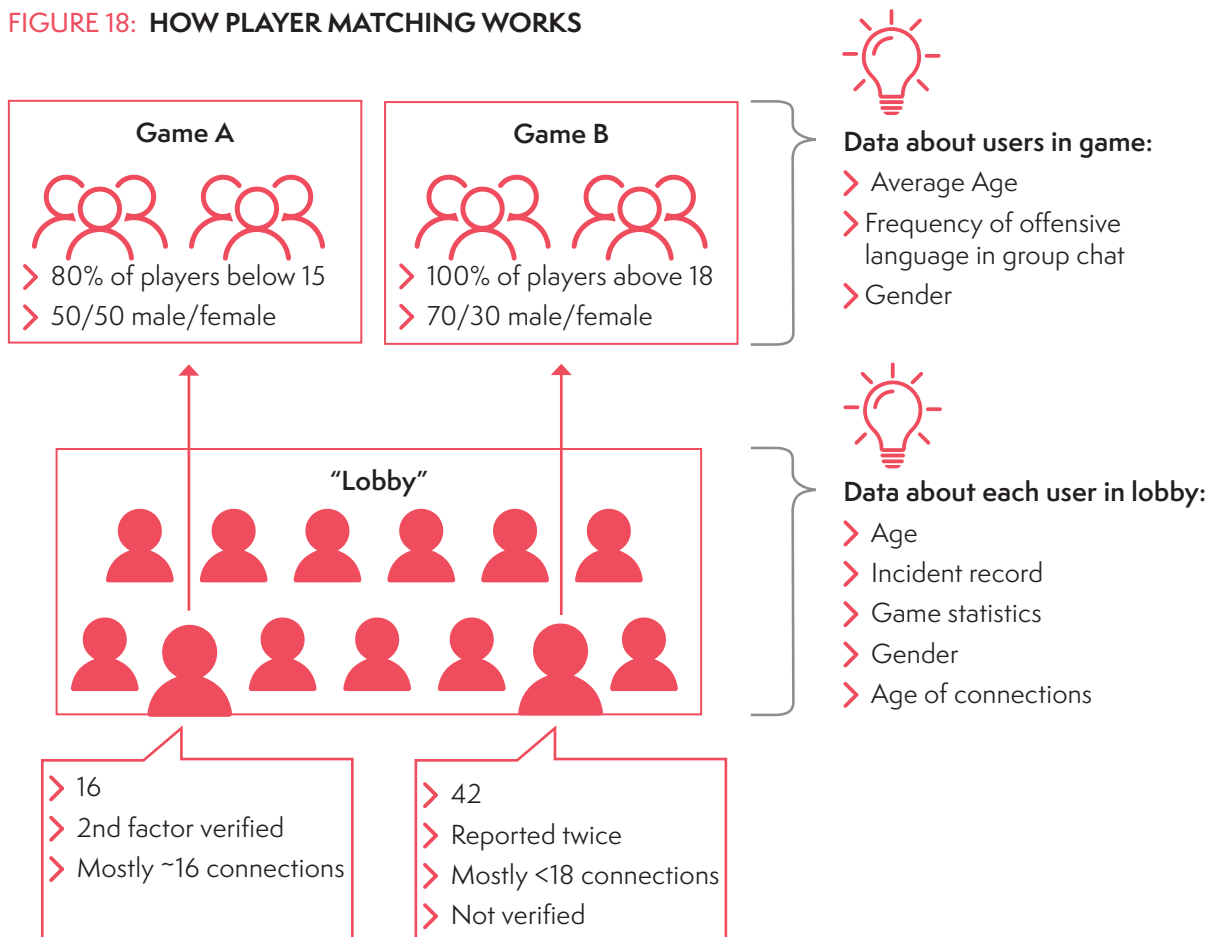 FIGURE 18: HOW PLAYER MATCHING WORKS
Game A
> 80% of players below 15
> 50/50 male/female
Game B
> 100% of players above 18
> 70/30 male/female
Data about users in game:
> Average Age
> Frequency of offensive
language in group chat
> Gender
“Lobby”
Data about each user in lobby:
> Age
> Incident record
> Game statistics
> Gender
> Age of connections
> 16
> 2nd factor verified
> Mostly ~16 connections
> 42
> Reported twice
> Mostly <18 connections
> Not verified